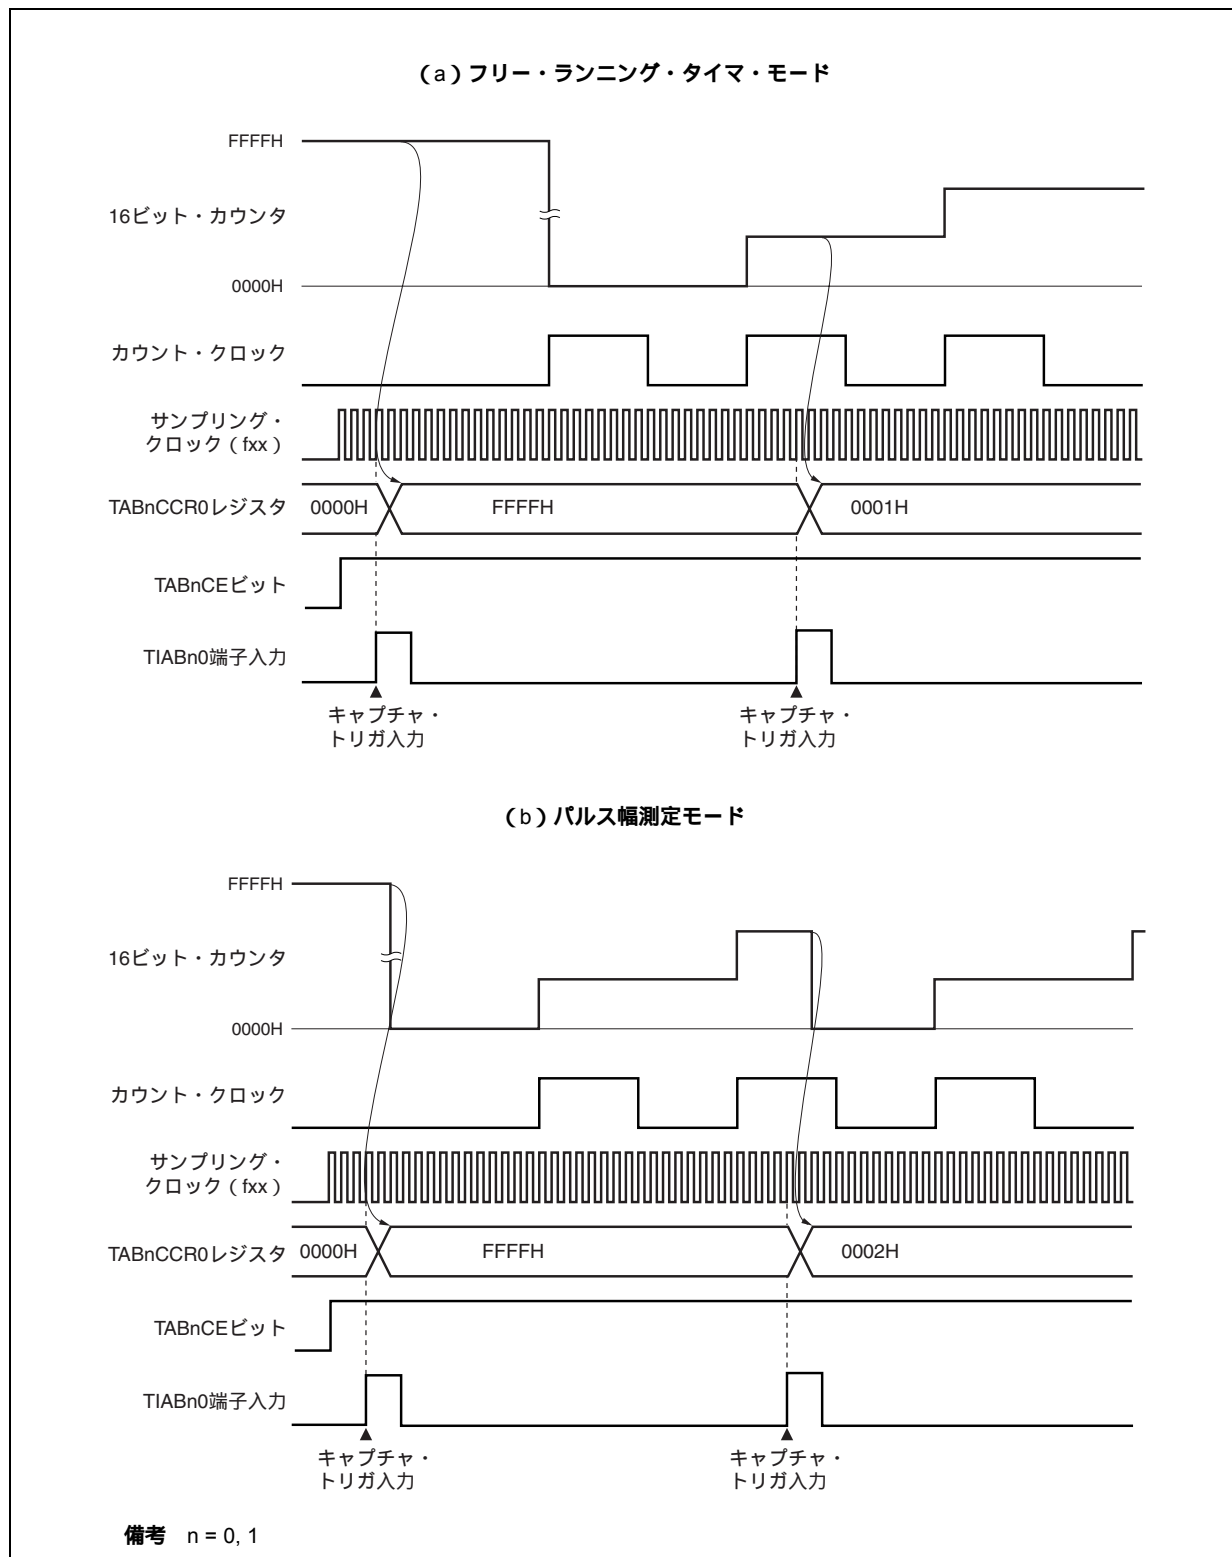 (a)フリー・ランニング・タイマ・モード
FFFFH
16ビット・カウンタ
0000H
カウント・クロック
サンプリング・
クロック(fxx)
TABnCCR0レジスタ 0000H FFFFH 0001H
TABnCEビット
TIABn0端子入力
キャプチャ・
トリガ入力
キャプチャ・
トリガ入力
(b)パルス幅測定モード
FFFFH
16ビット・カウンタ
0000H
カウント・クロック
サンプリング・
クロック(fxx)
TABnCCR0レジスタ 0000H FFFFH 0002H
TABnCEビット
TIABn0端子入力
キャプチャ・
トリガ入力
キャプチャ・
トリガ入力
備考 n = 0, 1